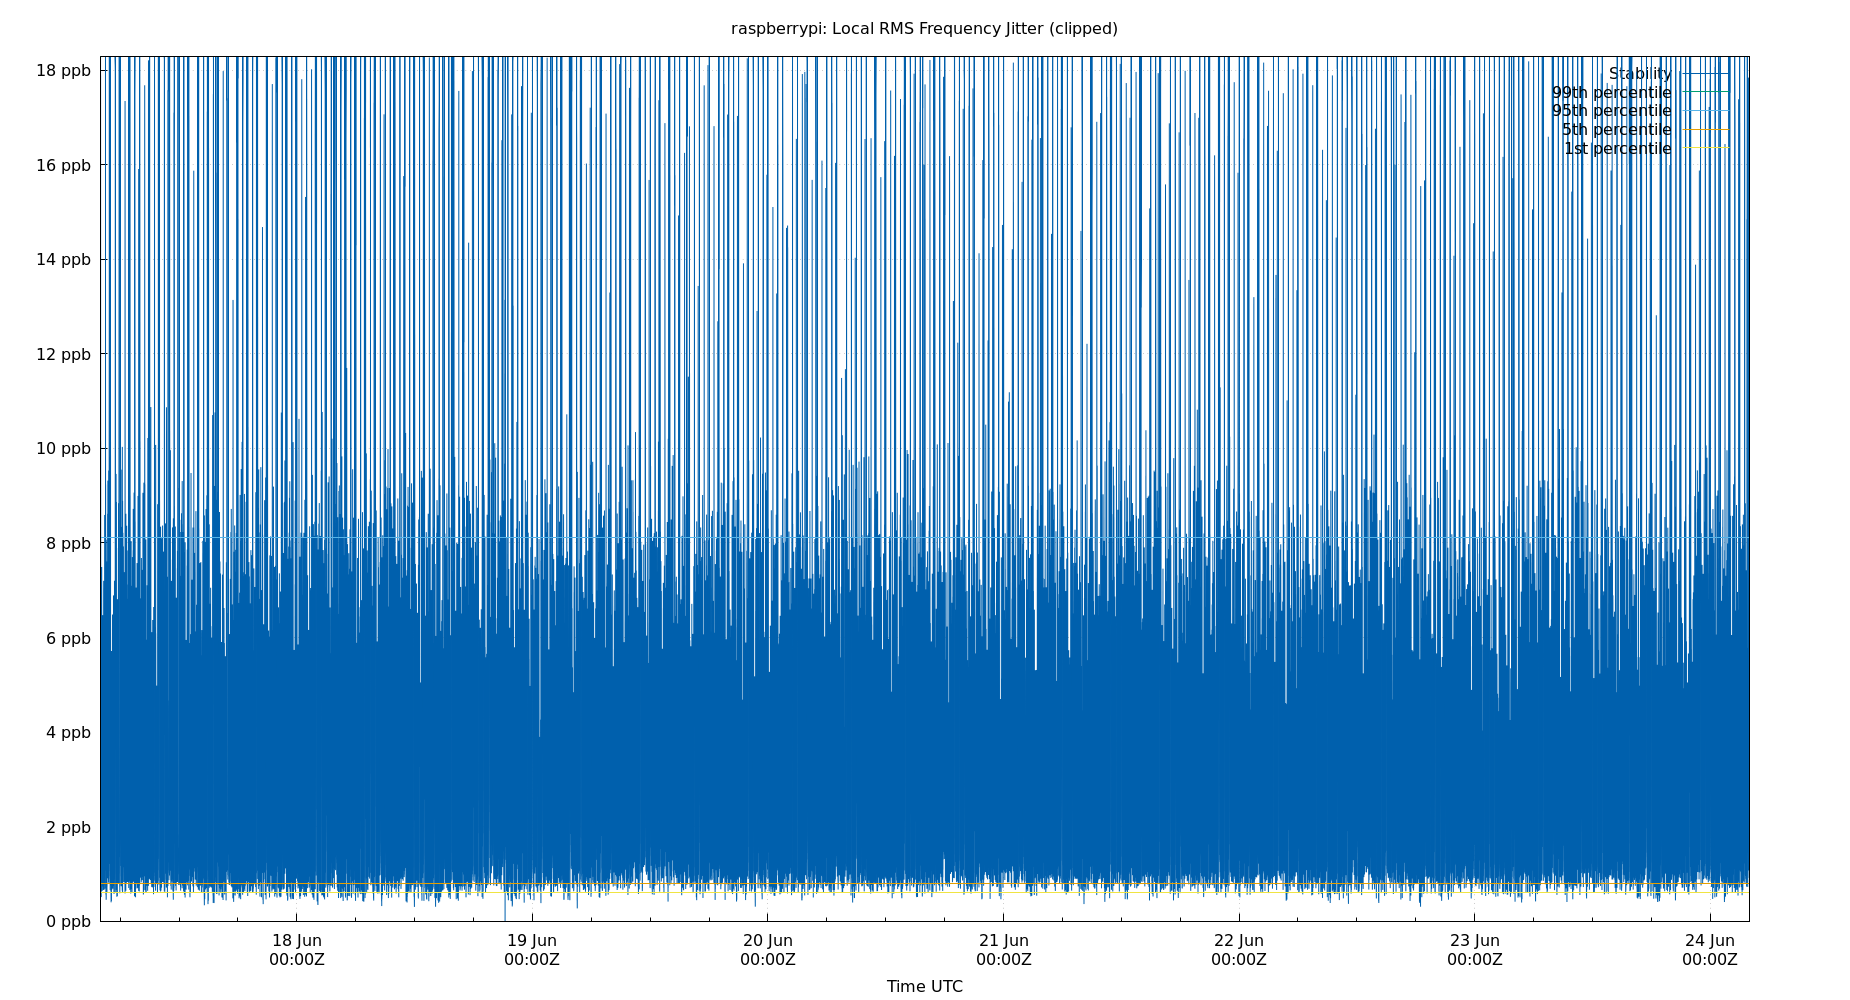 raspberrypi: Local RMS Frequency Jitter (clipped)
18 ppb
16 ppb
14 ppb
12 ppb
10 ppb
8 ppb
6 ppb
4 ppb
2 ppb
0 ppb
Stability
99th percentile
95th percentile
5th percentile
1st percentile
18 Jun
00:00Z
19 Jun
00:00Z
20 Jun
00:00Z
21 Jun
00:00Z
22 Jun
00:00Z
23 Jun
00:00Z
24 Jun
00:00Z
Time UTC